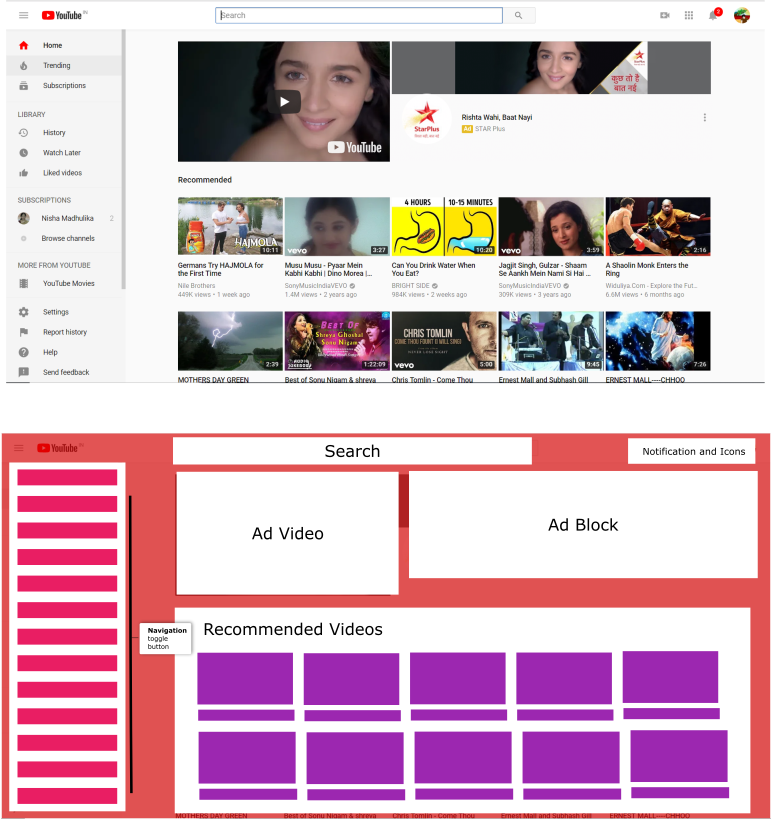 YouTube IN
Search
2
Home
Trending
Subscriptions
LIBRARY
History
Watch Later
Liked videos
SUBSCRIPTIONS
Nisha Madhulika 2
Browse channels
MORE FROM YOUTUBE
YouTube Movies
Settings
Report history
Help
Send feedback
YouTube
कुछ तो है
बात नई
StarPlus
Rishta Wahi, Baat Nayi
Ad STAR Plus
Recommended
HAJMOLA
10:11
Germans Try HAJMOLA for
the First Time
Nile Brothers
449K views • 1 week ago
vevo
3:27
Musu Musu - Pyaar Mein
Kabhi Kabhi | Dino Morea |...
SonyMusicIndiaVEVO
1.4M views • 2 years ago
4 HOURS 10-15 MINUTES
10:20
Can You Drink Water When
You Eat?
BRIGHT SIDE
984K views • 2 weeks ago
vevo
3:59
Jagjit Singh, Gulzar - Shaam
Se Aankh Mein Nami Si Hai ...
SonyMusicIndiaVEVO
309K views • 3 years ago
2:16
A Shaolin Monk Enters the
Ring
Widuliya.Com - Explore the Fut...
6.6M views • 6 months ago
2:39
MOTHERS DAY GREEN
BEST OF
Shreya Ghoshal
Sonu Nigam
AUDIO
JUKEBOX
1:22:09
Best of Sonu Nigam & shreya
CHRIS TOMLIN
COME THOU FOUNT (I WILL SING)
NEVER LOSE SIGHT
vevo
5:00
Chris Tomlin - Come Thou
9:45
Ernest Mall and Subhash Gill
7:26
ERNEST MALL----CHHOO
YouTube IN
Search
Notification and Icons
Ad Video
Ad Block
Navigation
toggle
button
Recommended Videos
MOTHERS DAY GREEN
Best of Sonu Nigam & shreya
Chris Tomlin - Come Thou
Ernest Mall and Subhash Gill
ERNEST MALL----CHHOO